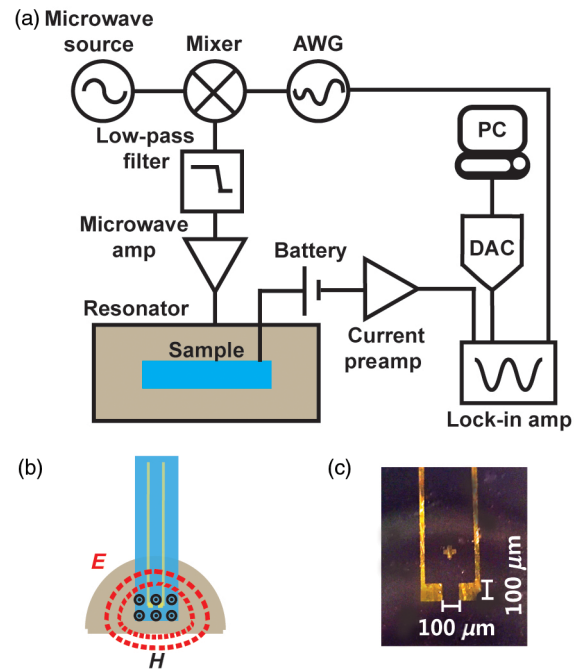 (a)
Microwave
source
Mixer
AWG
Low-pass
filter
PC
Microwave
amp
Battery
DAC
Resonator
Sample
Current
preamp
Lock-in amp
(b)
(c)
E
H
100 μm
100 μm